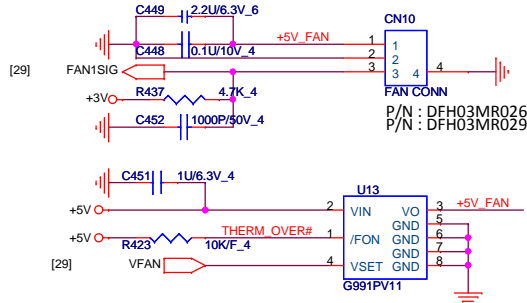 C449 2.2U/6.3V_6
+5V_FAN
CN10
C448 0.1U/10V_4
1 1
2 2
3 3 4 4
[29] FAN1SIG
FAN CONN
R437 4.7K_4
+3V
P/N : DFH03MR026
P/N : DFH03MR029
C452 1000P/50V_4
C451 1U/6.3V_4
U13
+5V 2 VIN VO 3 +5V_FAN
GND 5
+5V R423 10K/F_4 THERM_OVER# 1 /FON GND 6
GND 7
[29] VFAN 4 VSET GND 8
G991PV11